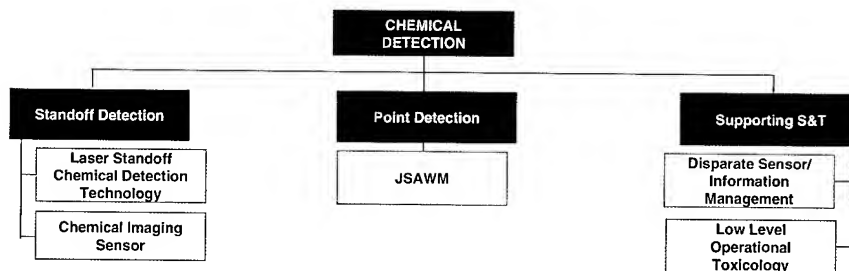 CHEMICAL
DETECTION
Standoff Detection
Point Detection
Supporting S&T
Laser Standoff
Chemical Detection
Technology
JSAWM
Disparate Sensor/
Information
Management
Chemical Imaging
Sensor
Low Level
Operational
Toxicology